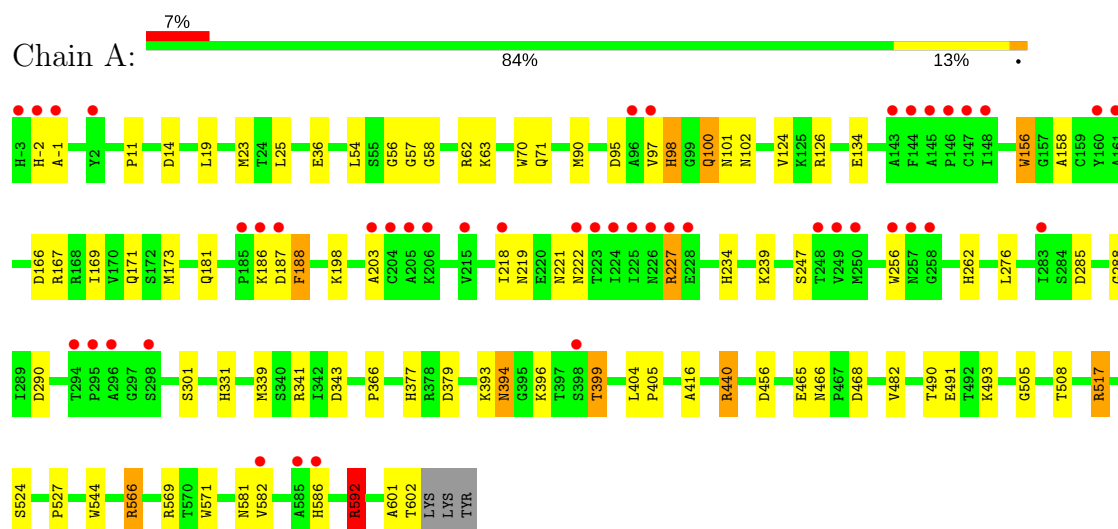 7%
Chain A:
84%
13%
•
H-3 H-2 A-1 Y2 P11 D14 L19 M23 T24 L25 E36 L54 S55 G56 G57 G58 R62 K63 W70 Q71 M90 D95 A96 V97 H98 G99 Q100 N101 N102 V124 K125 R126 E134 A143 F144 A145 P146 C147 I148 W156 G157 A158 C159 Y160 A161
D166 R167 R168 I169 V170 Q171 S172 M173 Q181 P185 K186 D187 F188 K198 A203 C204 A205 K206 V215 I218 N219 E220 N221 N222 T223 I224 I225 N226 R227 E228 H234 K239 S247 T248 V249 M250 W256 N257 G258 H262 L276 I283 S284 D285 G288
I289 D290 T294 P295 A296 G297 S298 S301 H331 M339 S340 R341 I342 D343 P366 H377 R378 D379 K393 N394 G395 K396 T397 S398 T399 L404 P405 A416 R440 D456 E465 N466 P467 D468 V482 T490 E491 T492 K493 G505 T508 R517
S524 P527 W544 R566 R569 T570 W571 N581 V582 A585 H586 R592 A601 T602 LYS LYS TYR